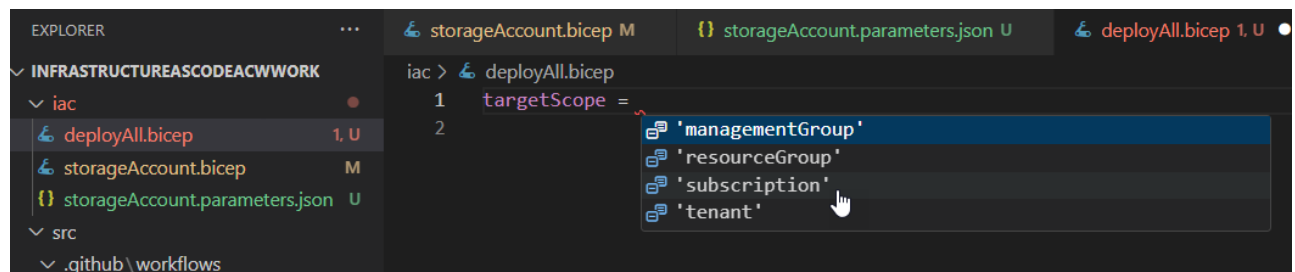 EXPLORER ...
INFRASTRUCTUREASCODEACWWORK
iac
deployAll.bicep 1, U
storageAccount.bicep M
{} storageAccount.parameters.json U
src
.github\workflows
storageAccount.bicep M {} storageAccount.parameters.json U deployAll.bicep 1, U
iac > deployAll.bicep
1 targetScope =
2
'managementGroup'
'resourceGroup'
'subscription'
'tenant'